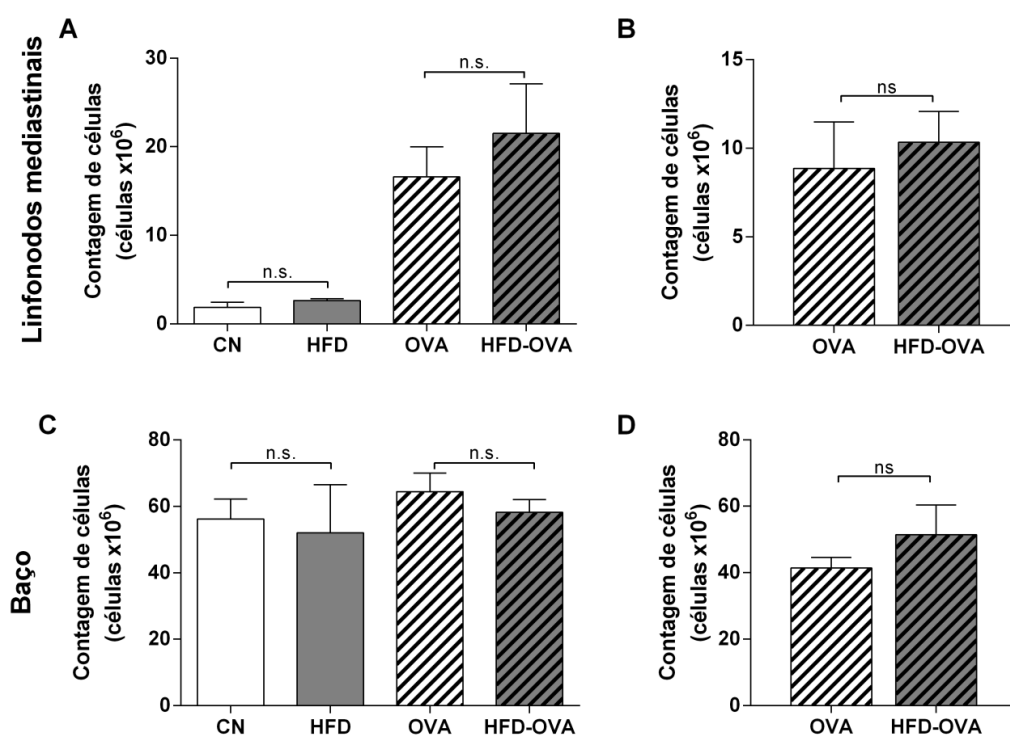 Linfonodos mediastinais
A
Contagem de células
(células x10⁶)
30
20
10
0
n.s.
n.s.
CN HFD OVA HFD-OVA
B
Contagem de células
(células x10⁶)
15
10
5
0
ns
OVA HFD-OVA
Baço
C
Contagem de células
(células x10⁶)
80
60
40
20
0
n.s.
n.s.
CN HFD OVA HFD-OVA
D
Contagem de células
(células x10⁶)
80
60
40
20
0
ns
OVA HFD-OVA